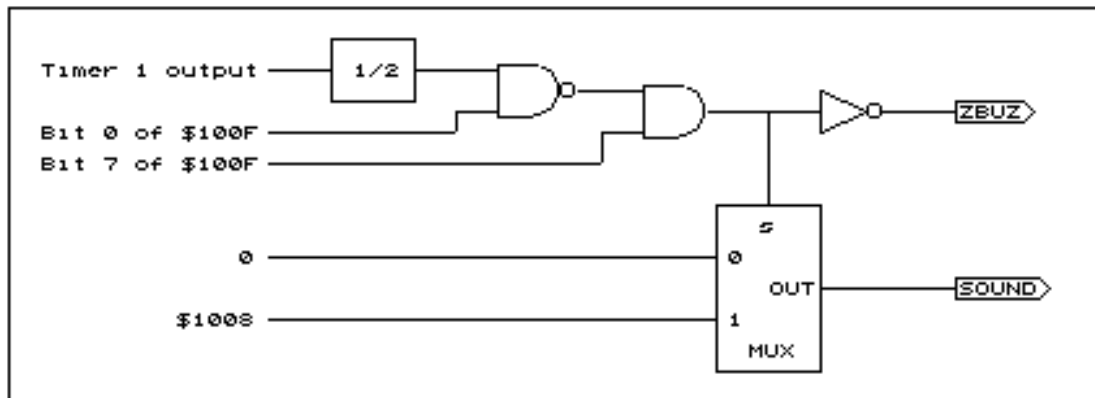 Timer 1 output
1/2
Bit 0 of $100F
ZBUZ
Bit 7 of $100F
S
0
0
OUT
SOUND
$1008
1
MUX